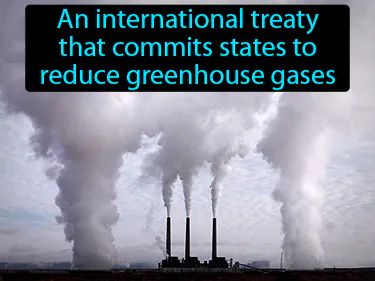 An international treaty
that commits states to
reduce greenhouse gases